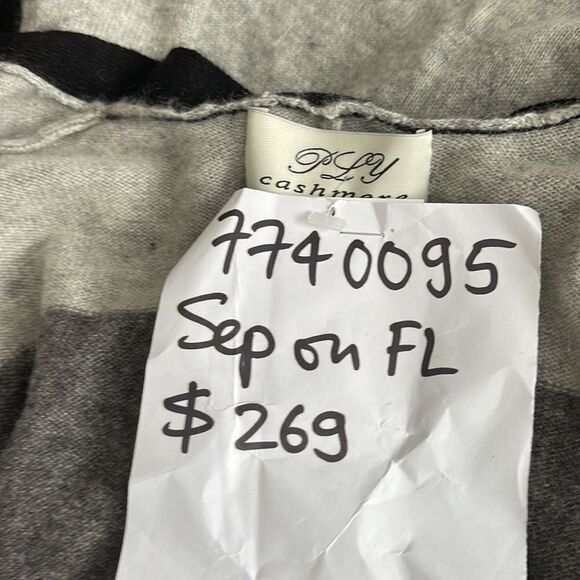 PLY
cashmere
7740095
Sep on FL
$269